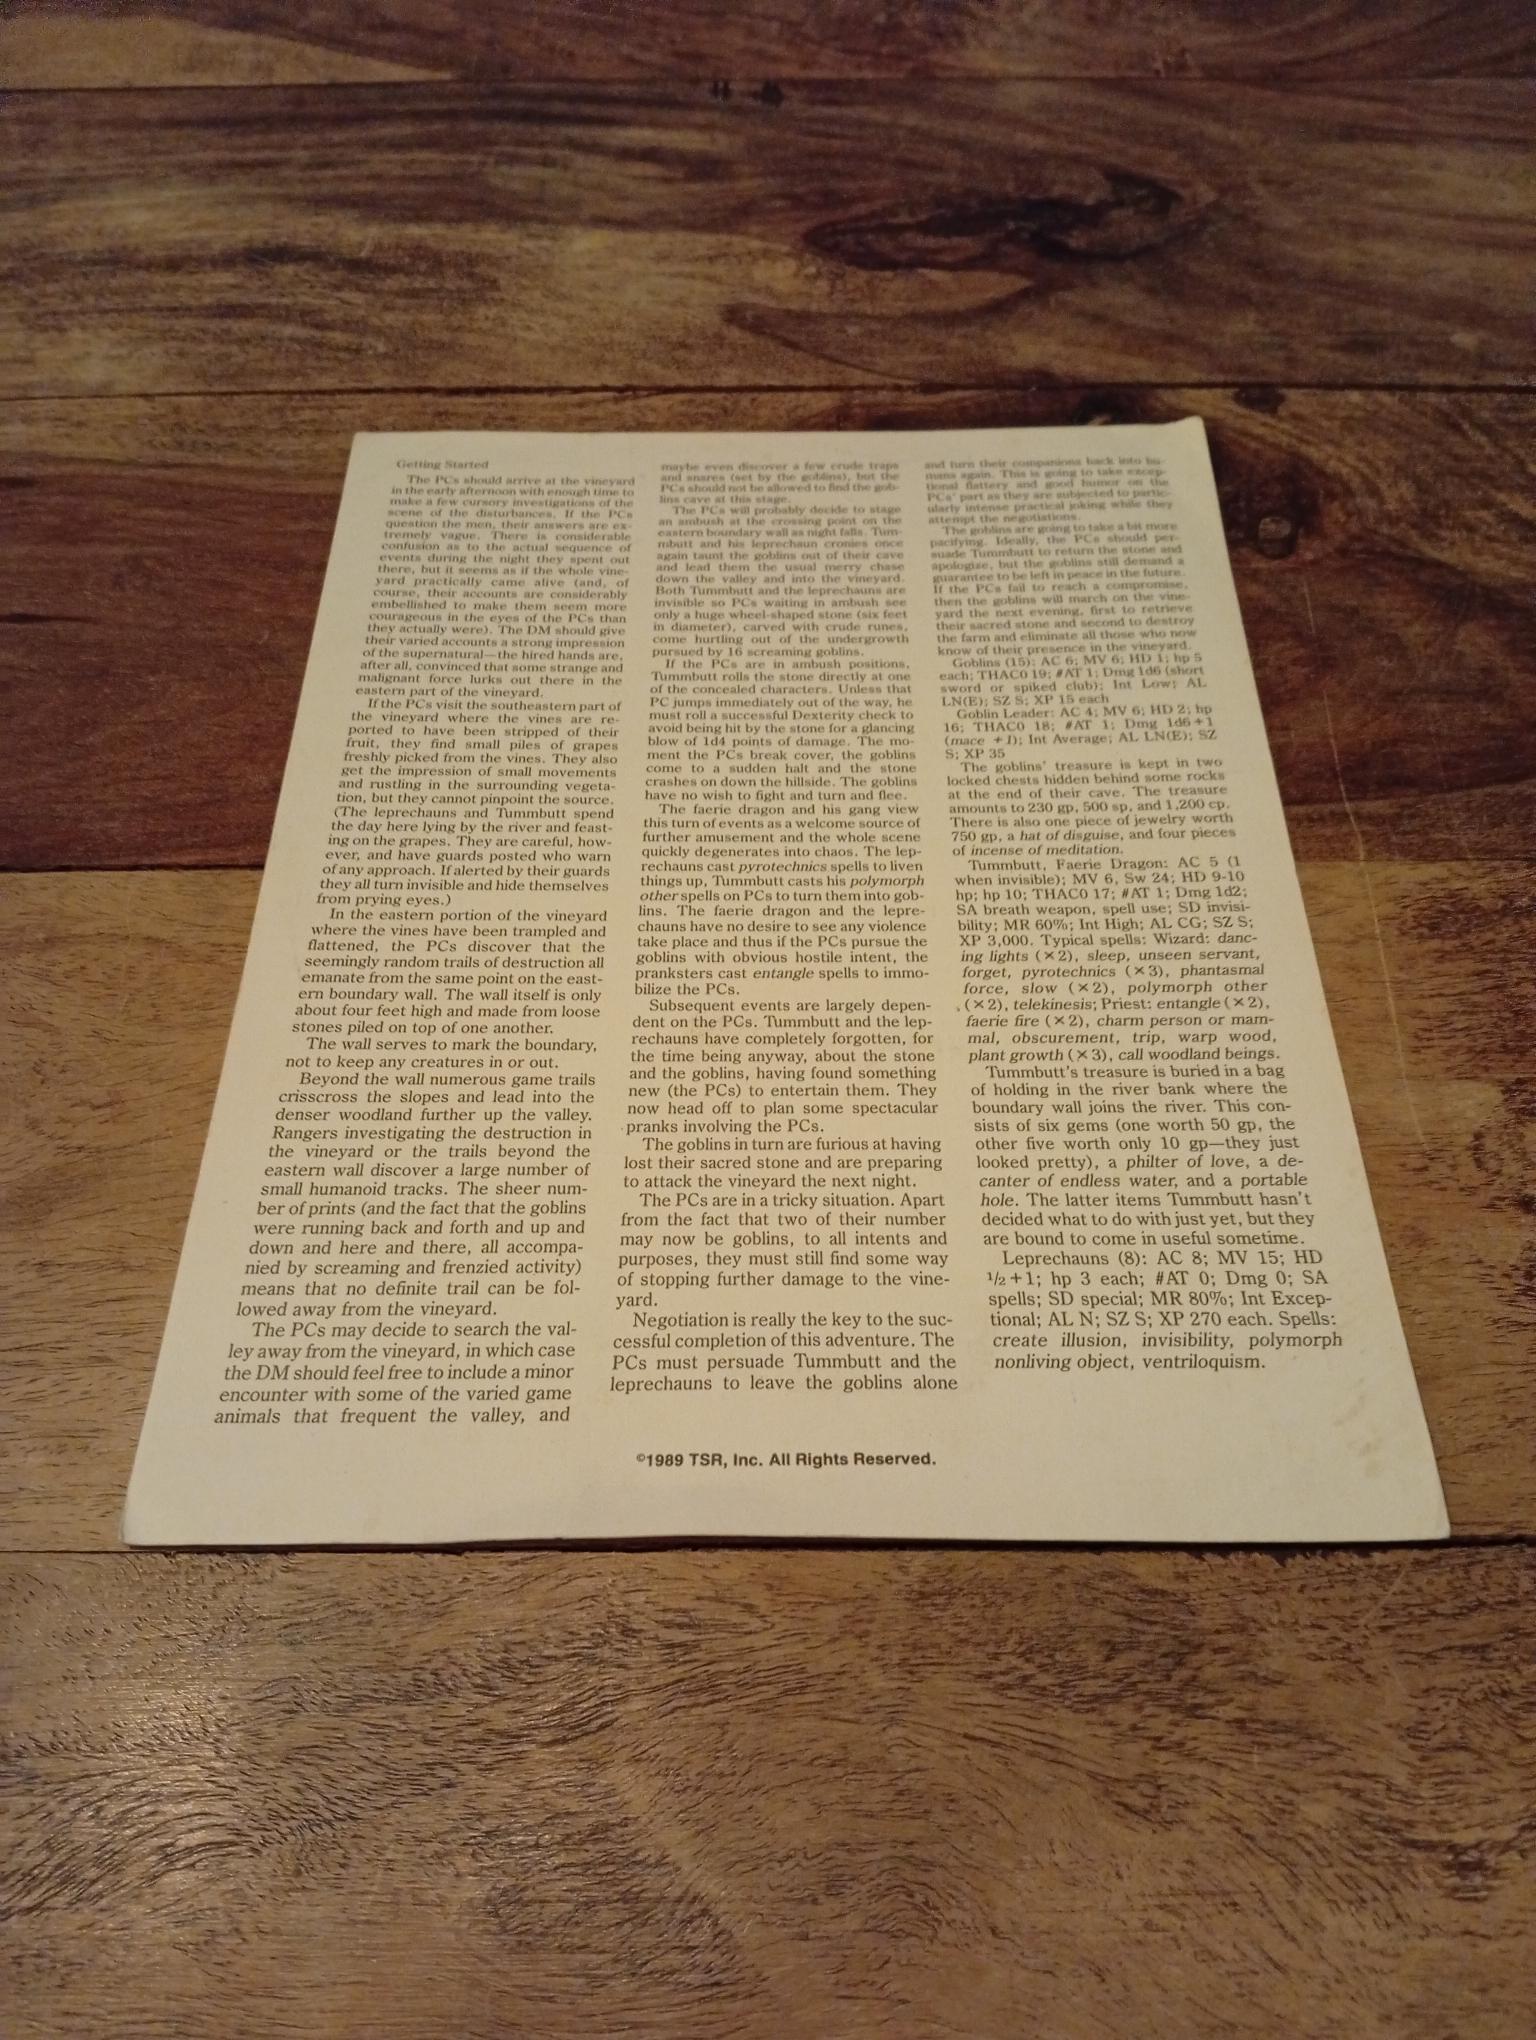 Getting Started
The PCs should arrive at the vineyard
in the early afternoon with enough time to
make a few cursory investigations of the
scene of the disturbances. If the PCs
question the men, their answers are ex-
tremely vague. There is considerable
confusion as to the actual sequence of
events during the night they spent out
there, but it seems as if the whole vine-
yard practically came alive (and, of
course, their accounts are considerably
embellished to make them seem more
courageous in the eyes of the PCs than
they actually were). The DM should give
their varied accounts a strong impression
of the supernatural—the hired hands are,
after all, convinced that some strange and
malignant force lurks out there in the
eastern part of the vineyard.
If the PCs visit the southeastern part of
the vineyard where the vines are re-
ported to have been stripped of their
fruit, they find small piles of grapes
freshly picked from the vines. They also
get the impression of small movements
and rustling in the surrounding vegeta-
tion, but they cannot pinpoint the source.
(The leprechauns and Tummbutt spend
the day here lying by the river and feast-
ing on the grapes. They are careful, how-
ever, and have guards posted who warn
of any approach. If alerted by their guards
they all turn invisible and hide themselves
from prying eyes.)
In the eastern portion of the vineyard
where the vines have been trampled and
flattened, the PCs discover that the
seemingly random trails of destruction all
emanate from the same point on the east-
ern boundary wall. The wall itself is only
about four feet high and made from loose
stones piled on top of one another.
The wall serves to mark the boundary,
not to keep any creatures in or out.
Beyond the wall numerous game trails
crisscross the slopes and lead into the
denser woodland further up the valley.
Rangers investigating the destruction in
the vineyard or the trails beyond the
eastern wall discover a large number of
small humanoid tracks. The sheer num-
ber of prints (and the fact that the goblins
were running back and forth and up and
down and here and there, all accompa-
nied by screaming and frenzied activity)
means that no definite trail can be fol-
lowed away from the vineyard.
The PCs may decide to search the val-
ley away from the vineyard, in which case
the DM should feel free to include a minor
encounter with some of the varied game
animals that frequent the valley, and
maybe even discover a few crude traps
and snares (set by the goblins), but the
PCs should not be allowed to find the gob-
lins cave at this stage.
The PCs will probably decide to stage
an ambush at the crossing point on the
eastern boundary wall as night falls. Tum-
mbutt and his leprechaun cronies once
again taunt the goblins out of their cave
and lead them the usual merry chase
down the valley and into the vineyard.
Both Tummbutt and the leprechauns are
invisible so PCs waiting in ambush see
only a huge wheel-shaped stone (six feet
in diameter), carved with crude runes,
come hurtling out of the undergrowth
pursued by 16 screaming goblins.
If the PCs are in ambush positions,
Tummbutt rolls the stone directly at one
of the concealed characters. Unless that
PC jumps immediately out of the way, he
must roll a successful Dexterity check to
avoid being hit by the stone for a glancing
blow of 1d4 points of damage. The mo-
ment the PCs break cover, the goblins
come to a sudden halt and the stone
crashes on down the hillside. The goblins
have no wish to fight and turn and flee.
The faerie dragon and his gang view
this turn of events as a welcome source of
further amusement and the whole scene
quickly degenerates into chaos. The lep-
rechauns cast pyrotechnics spells to liven
things up, Tummbutt casts his polymorph
other spells on PCs to turn them into gob-
lins. The faerie dragon and the lepre-
chauns have no desire to see any violence
take place and thus if the PCs pursue the
goblins with obvious hostile intent, the
pranksters cast entangle spells to immo-
bilize the PCs.
Subsequent events are largely depen-
dent on the PCs. Tummbutt and the lep-
rechauns have completely forgotten, for
the time being anyway, about the stone
and the goblins, having found something
new (the PCs) to entertain them. They
now head off to plan some spectacular
pranks involving the PCs.
The goblins in turn are furious at having
lost their sacred stone and are preparing
to attack the vineyard the next night.
The PCs are in a tricky situation. Apart
from the fact that two of their number
may now be goblins, to all intents and
purposes, they must still find some way
of stopping further damage to the vine-
yard.
Negotiation is really the key to the suc-
cessful completion of this adventure. The
PCs must persuade Tummbutt and the
leprechauns to leave the goblins alone
and turn their companions back into hu-
mans again. This is going to take excep-
tional flattery and good humor on the
PCs' part as they are subjected to partic-
ularly intense practical joking while they
attempt the negotiations.
The goblins are going to take a bit more
pacifying. Ideally, the PCs should per-
suade Tummbutt to return the stone and
apologize, but the goblins still demand a
guarantee to be left in peace in the future.
If the PCs fail to reach a compromise,
then the goblins will march on the vine-
yard the next evening, first to retrieve
their sacred stone and second to destroy
the farm and eliminate all those who now
know of their presence in the vineyard.
Goblins (15): AC 6; MV 6; HD 1; hp 5
each; THAC0 19; #AT 1; Dmg 1d6 (short
sword or spiked club); Int Low; AL
LN(E); SZ S; XP 15 each
Goblin Leader: AC 4; MV 6; HD 2; hp
16; THAC0 18; #AT 1; Dmg 1d6+1
(mace +1); Int Average; AL LN(E); SZ
S; XP 35
The goblins' treasure is kept in two
locked chests hidden behind some rocks
at the end of their cave. The treasure
amounts to 230 gp, 500 sp, and 1,200 cp.
There is also one piece of jewelry worth
750 gp, a hat of disguise, and four pieces
of incense of meditation.
Tummbutt, Faerie Dragon: AC 5 (1
when invisible); MV 6, Sw 24; HD 9-10
hp; hp 10; THAC0 17; #AT 1; Dmg 1d2;
SA breath weapon, spell use; SD invisi-
bility; MR 60%; Int High; AL CG; SZ S;
XP 3,000. Typical spells: Wizard: danc-
ing lights (×2), sleep, unseen servant,
forget, pyrotechnics (×3), phantasmal
force, slow (×2), polymorph other
(×2), telekinesis; Priest: entangle (×2),
faerie fire (×2), charm person or mam-
mal, obscurement, trip, warp wood,
plant growth (×3), call woodland beings.
Tummbutt's treasure is buried in a bag
of holding in the river bank where the
boundary wall joins the river. This con-
sists of six gems (one worth 50 gp, the
other five worth only 10 gp—they just
looked pretty), a philter of love, a de-
canter of endless water, and a portable
hole. The latter items Tummbutt hasn't
decided what to do with just yet, but they
are bound to come in useful sometime.
Leprechauns (8): AC 8; MV 15; HD
1/2+1; hp 3 each; #AT 0; Dmg 0; SA
spells; SD special; MR 80%; Int Excep-
tional; AL N; SZ S; XP 270 each. Spells:
create illusion, invisibility, polymorph
nonliving object, ventriloquism.
©1989 TSR, Inc. All Rights Reserved.